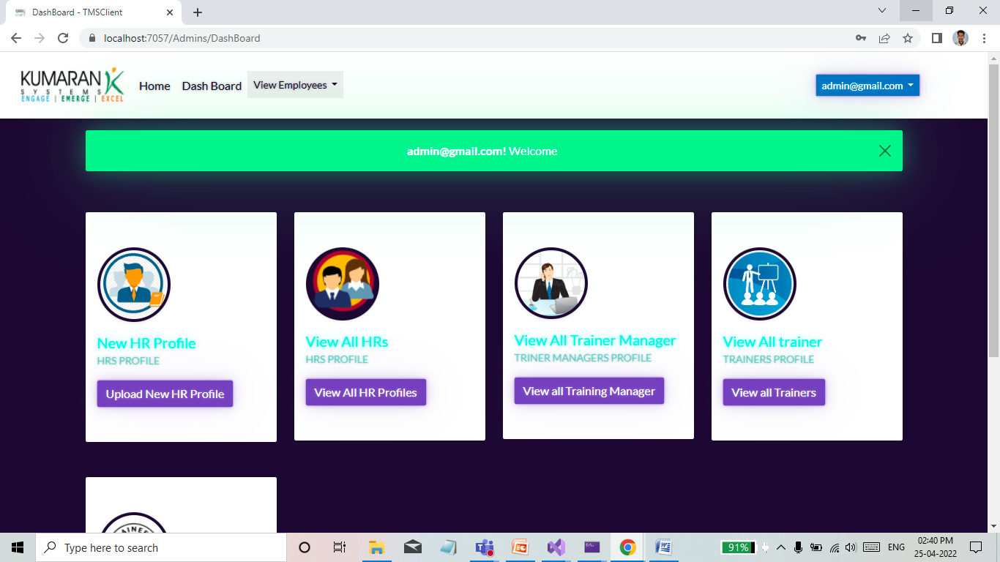 DashBoard - TMSClient
localhost:7057/Admins/DashBoard
KUMARAN
SYSTEMS
ENGAGE | EMERGE | EXCEL
Home Dash Board View Employees
admin@gmail.com
admin@gmail.com! Welcome
New HR Profile
HRS PROFILE
Upload New HR Profile
View All HRs
HRS PROFILE
View All HR Profiles
View All Trainer Manager
TRINER MANAGERS PROFILE
View all Training Manager
View All trainer
TRAINERS PROFILE
View all Trainers
Type here to search
91%
ENG
02:40 PM
25-04-2022